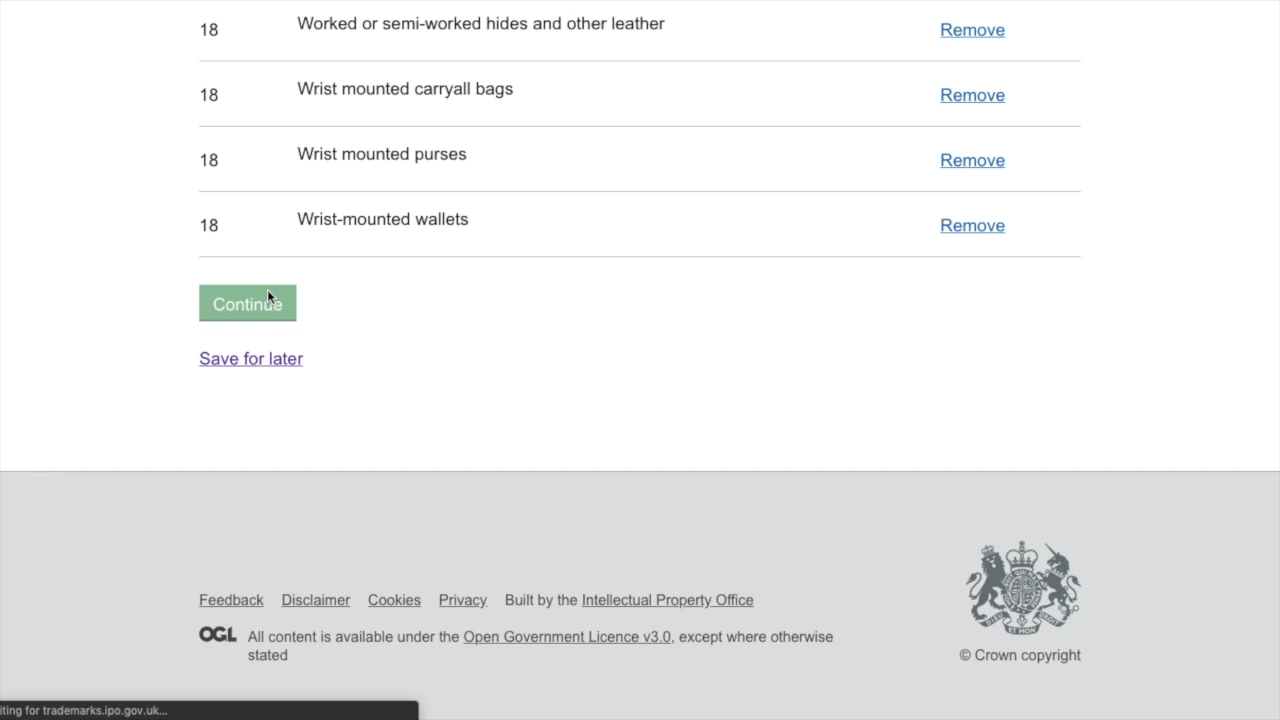 18 Worked or semi-worked hides and other leather Remove
18 Wrist mounted carryall bags Remove
18 Wrist mounted purses Remove
18 Wrist-mounted wallets Remove
Continue
Save for later
Feedback Disclaimer Cookies Privacy Built by the Intellectual Property Office
OGL All content is available under the Open Government Licence v3.0, except where otherwise
stated
© Crown copyright
iting for trademarks.ipo.gov.uk...